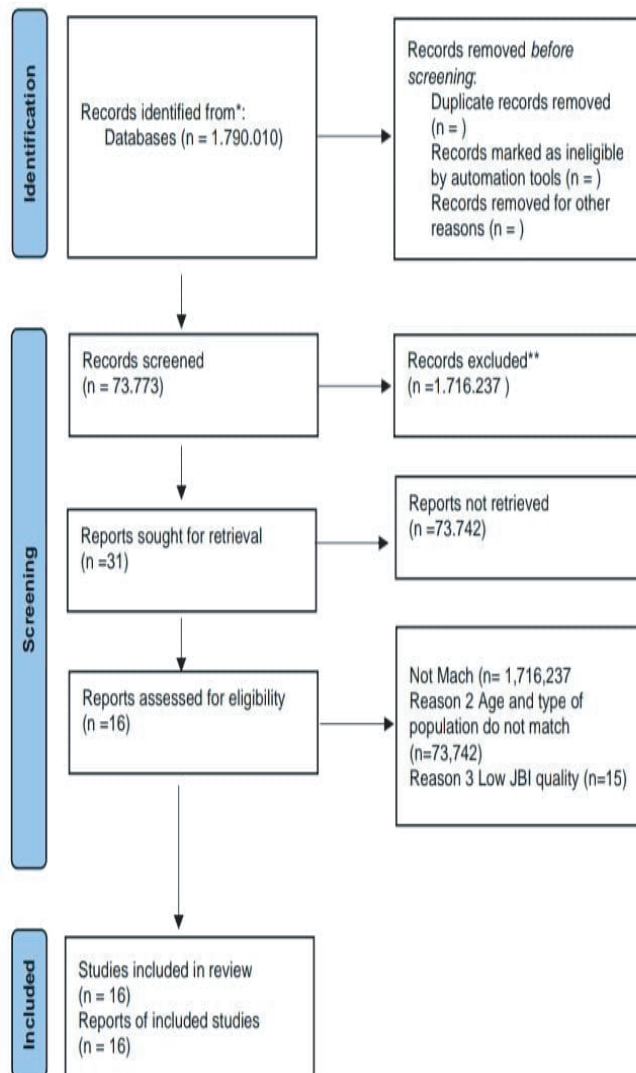 Identification
Records identified from*:
Databases (n = 1.790.010)
Records removed before
screening:
Duplicate records removed
(n = )
Records marked as ineligible
by automation tools (n = )
Records removed for other
reasons (n = )
Screening
Records screened
(n = 73.773)
Records excluded**
(n =1.716.237 )
Reports sought for retrieval
(n =31)
Reports not retrieved
(n =73.742)
Reports assessed for eligibility
(n =16)
Not Mach (n= 1,716,237
Reason 2 Age and type of
population do not match
(n=73,742)
Reason 3 Low JBI quality (n=15)
Included
Studies included in review
(n = 16)
Reports of included studies
(n = 16)